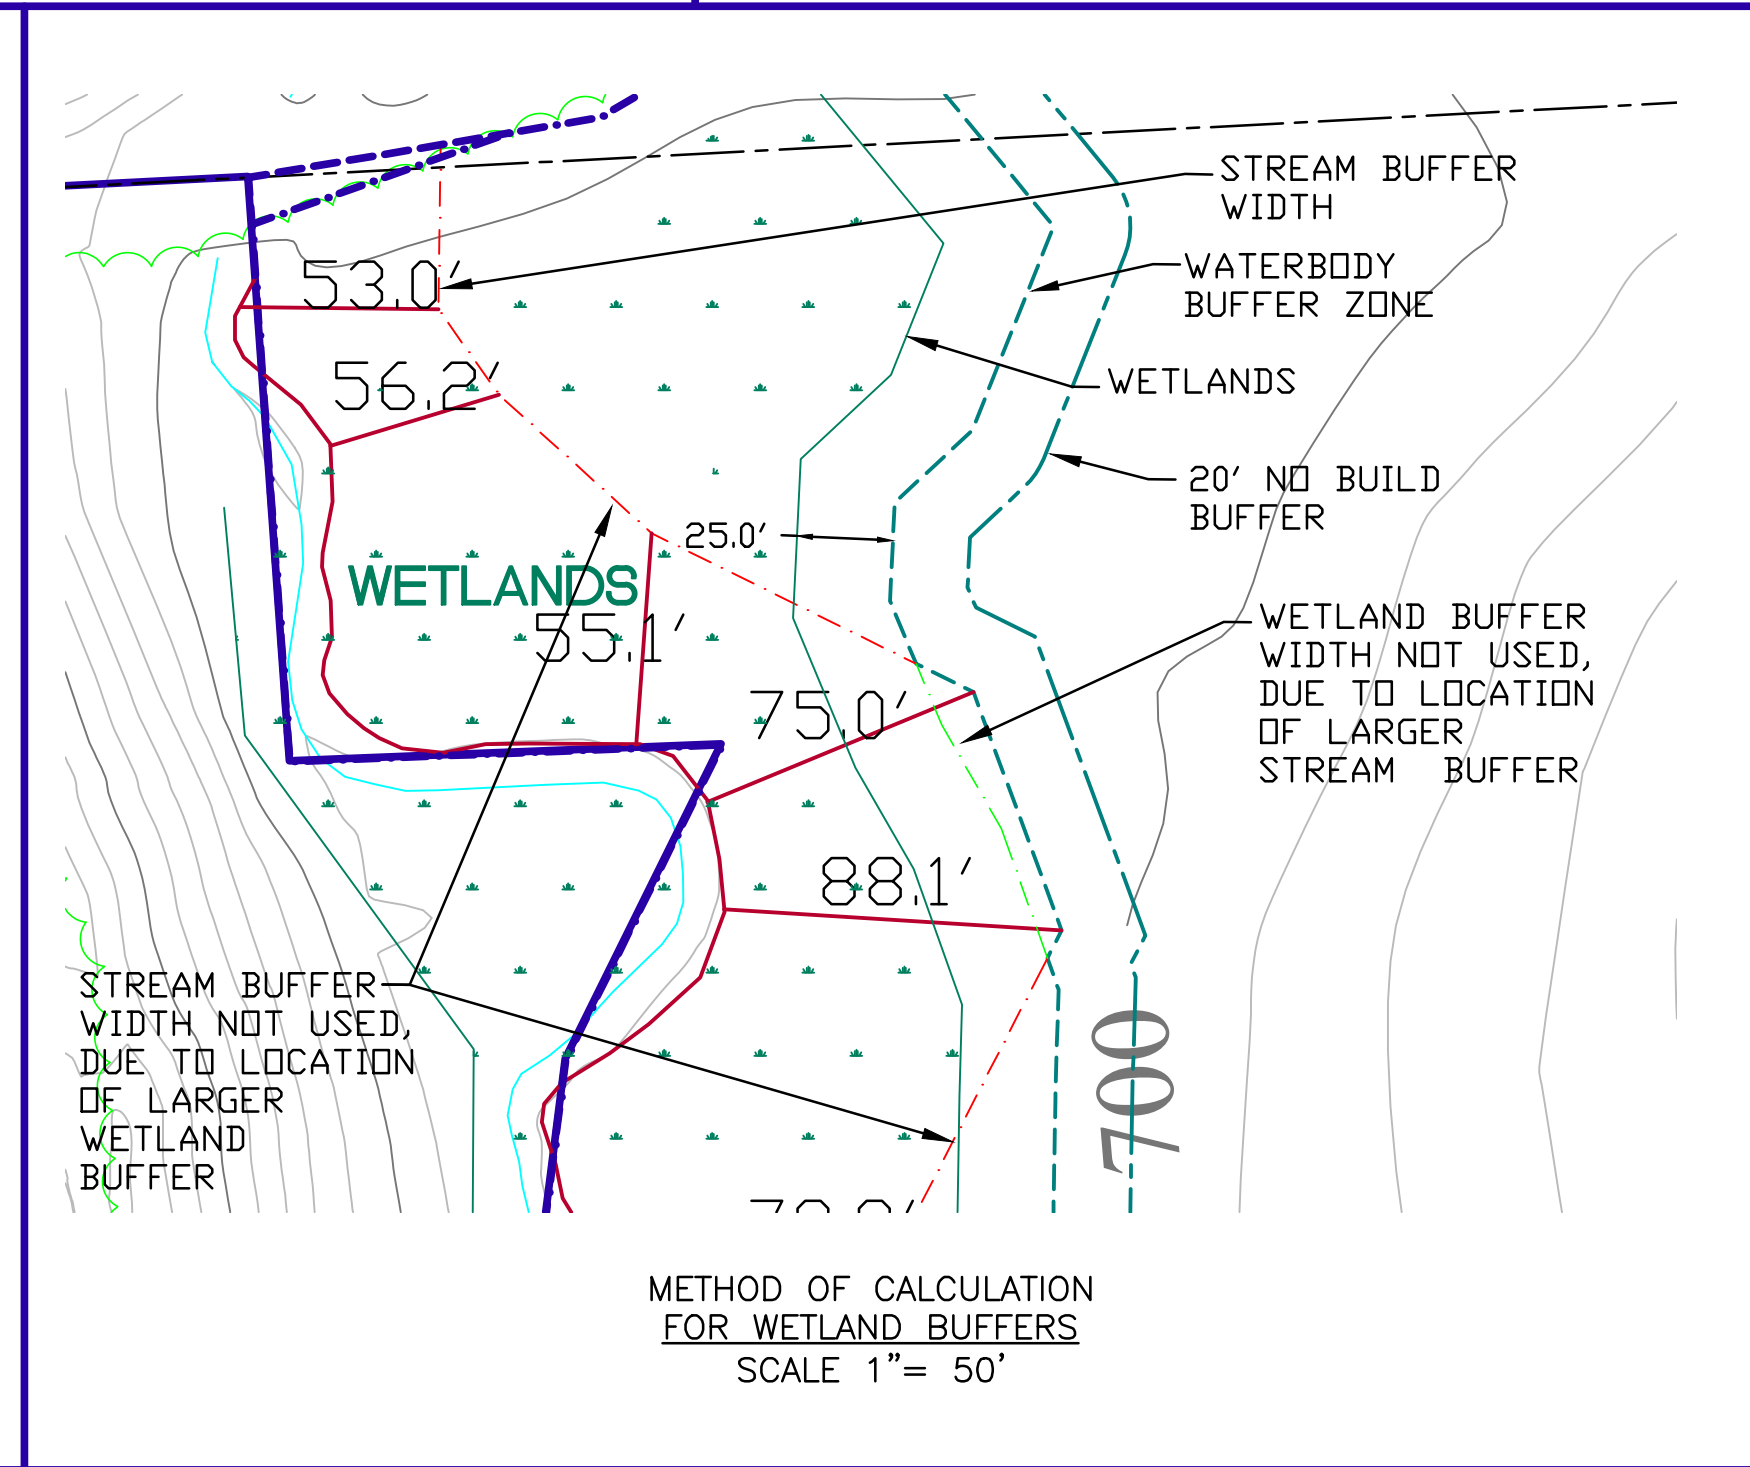 STREAM BUFFER
WIDTH
53.0'
WATERBODY
BUFFER ZONE
56.2'
WETLANDS
20' NO BUILD
BUFFER
25.0'
WETLANDS
55.1'
WETLAND BUFFER
WIDTH NOT USED,
DUE TO LOCATION
OF LARGER
STREAM BUFFER
75.0'
88.1'
STREAM BUFFER
WIDTH NOT USED,
DUE TO LOCATION
OF LARGER
WETLAND
BUFFER
700
METHOD OF CALCULATION
FOR WETLAND BUFFERS
SCALE 1"= 50'